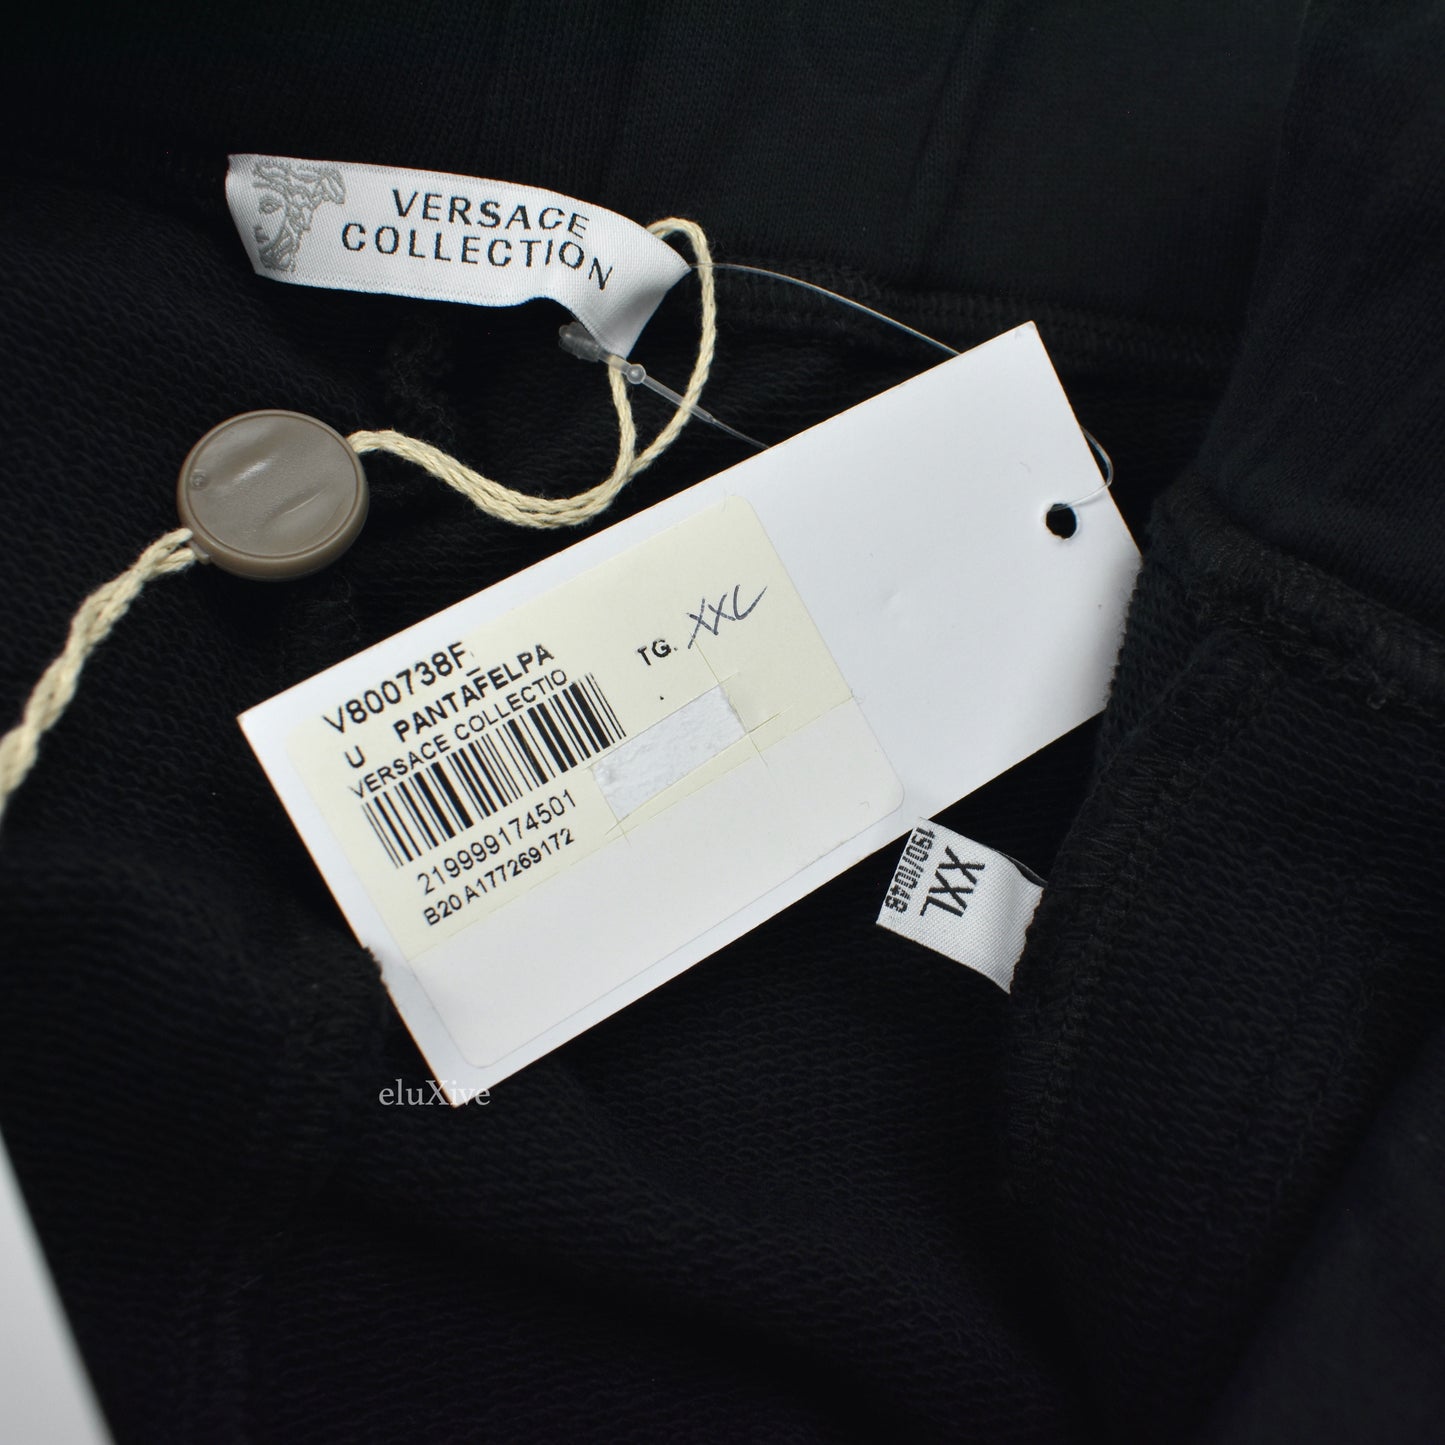 VERSACE
COLLECTION
V800738F
U PANTAFELPA
VERSACE COLLECTIO
TG. XXL
219999174501
B20 A177269172
XXL
eluXive